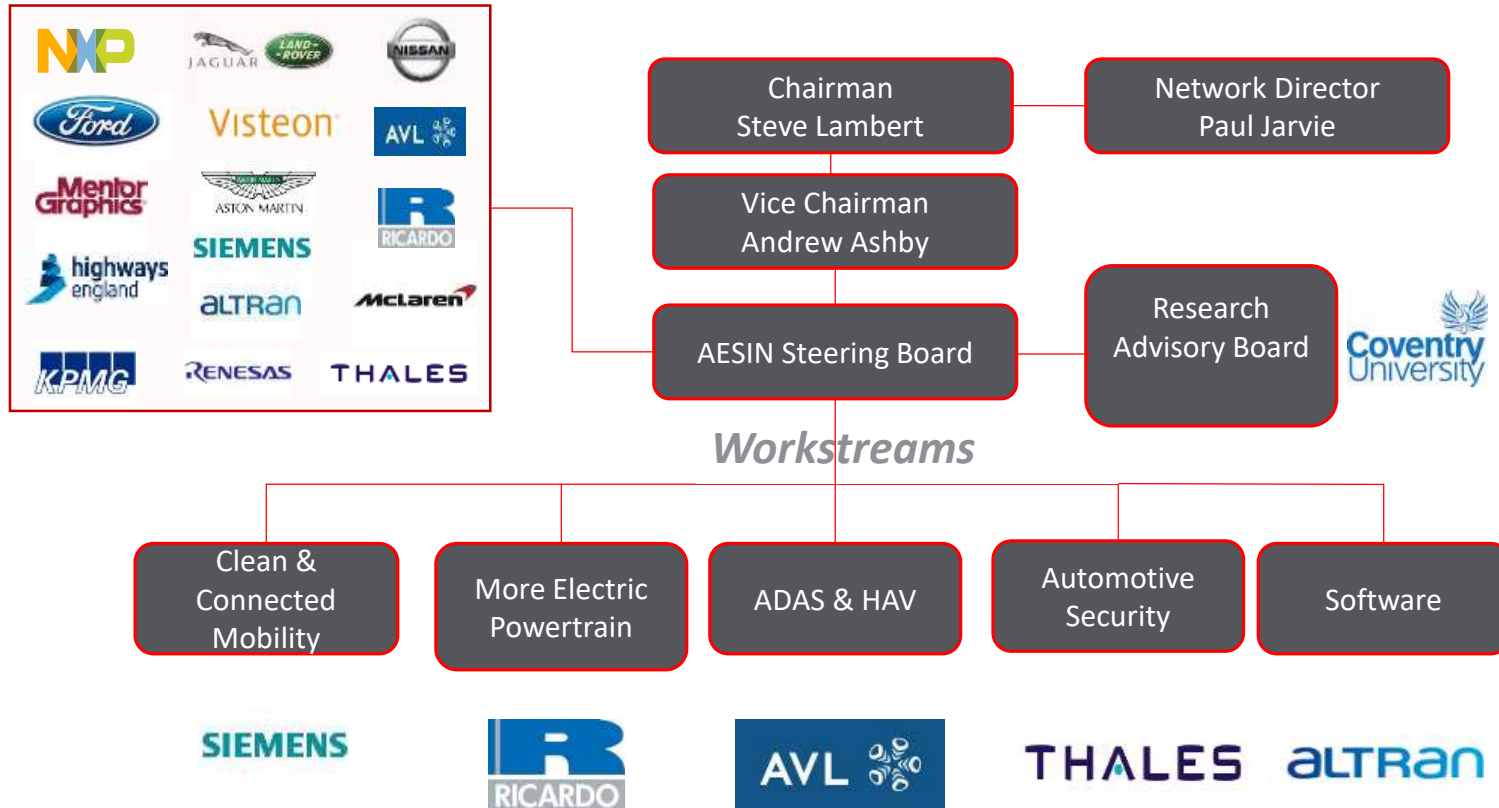 NXP
JAGUAR
LAND-
-ROVER
NISSAN
Ford
Visteon
AVL
Mentor
Graphics
ASTON MARTIN
ASTON MARTIN
R
RICARDO
SIEMENS
highways
england
aLTRan
McLaren
KPMG
RENESAS
THALES
Chairman
Steve Lambert
Network Director
Paul Jarvie
Vice Chairman
Andrew Ashby
AESIN Steering Board
Research
Advisory Board
Coventry
University
Workstreams
Clean &
Connected
Mobility
More Electric
Powertrain
ADAS & HAV
Automotive
Security
Software
SIEMENS
R
RICARDO
AVL
THALES
aLTRan